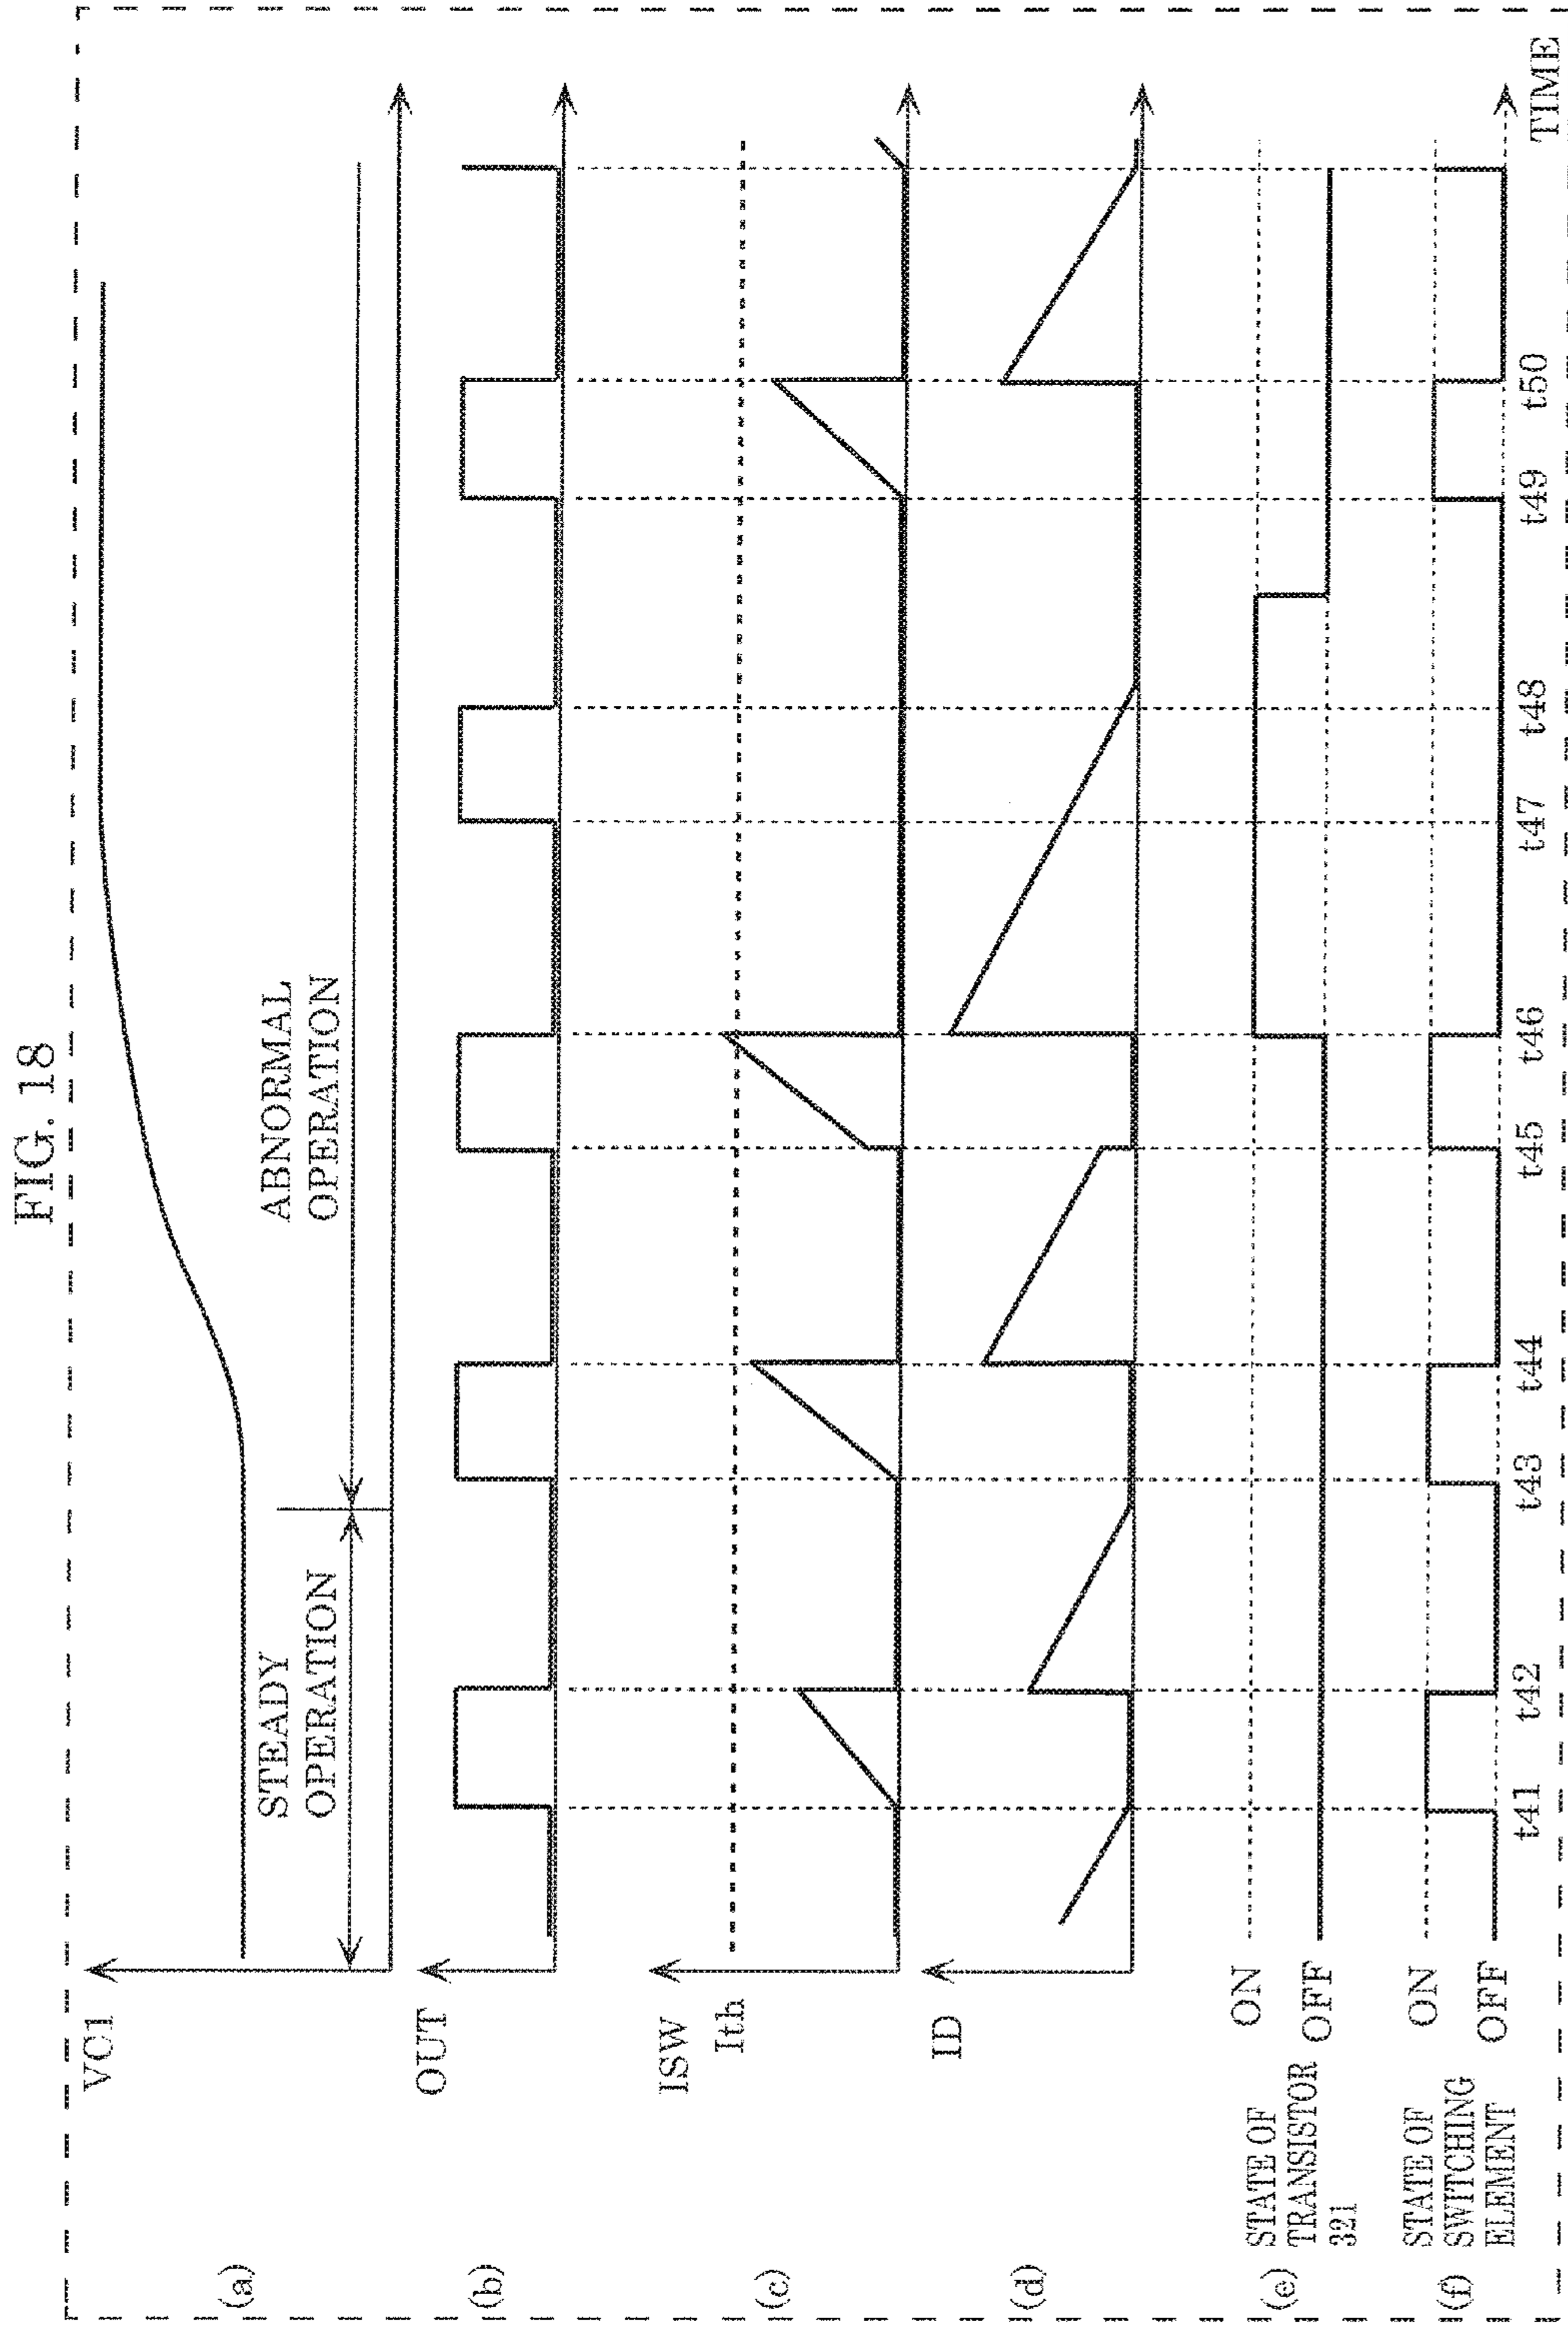 FIG. 18
(a)
VC1
STEADY
OPERATION
ABNORMAL
OPERATION
(b)
OUT
(c)
ISW
Ith
(d)
ID
(e)
STATE OF
TRANSISTOR
321
ON
OFF
(f)
STATE OF
SWITCHING
ELEMENT
ON
OFF
t41
t42
t43
t44
t45
t46
t47
t48
t49
t50
TIME